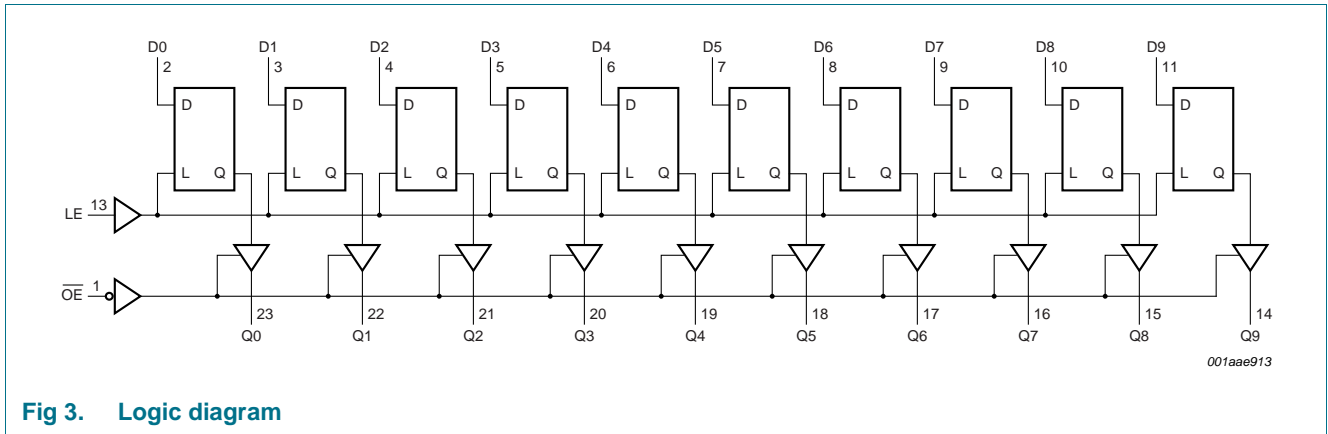 D0 D1 D2 D3 D4 D5 D6 D7 D8 D9
2 3 4 5 6 7 8 9 10 11
D D D D D D D D D D
L Q L Q L Q L Q L Q L Q L Q L Q L Q L Q
LE 13
OE 1
23 22 21 20 19 18 17 16 15 14
Q0 Q1 Q2 Q3 Q4 Q5 Q6 Q7 Q8 Q9
001aae913
Fig 3. Logic diagram